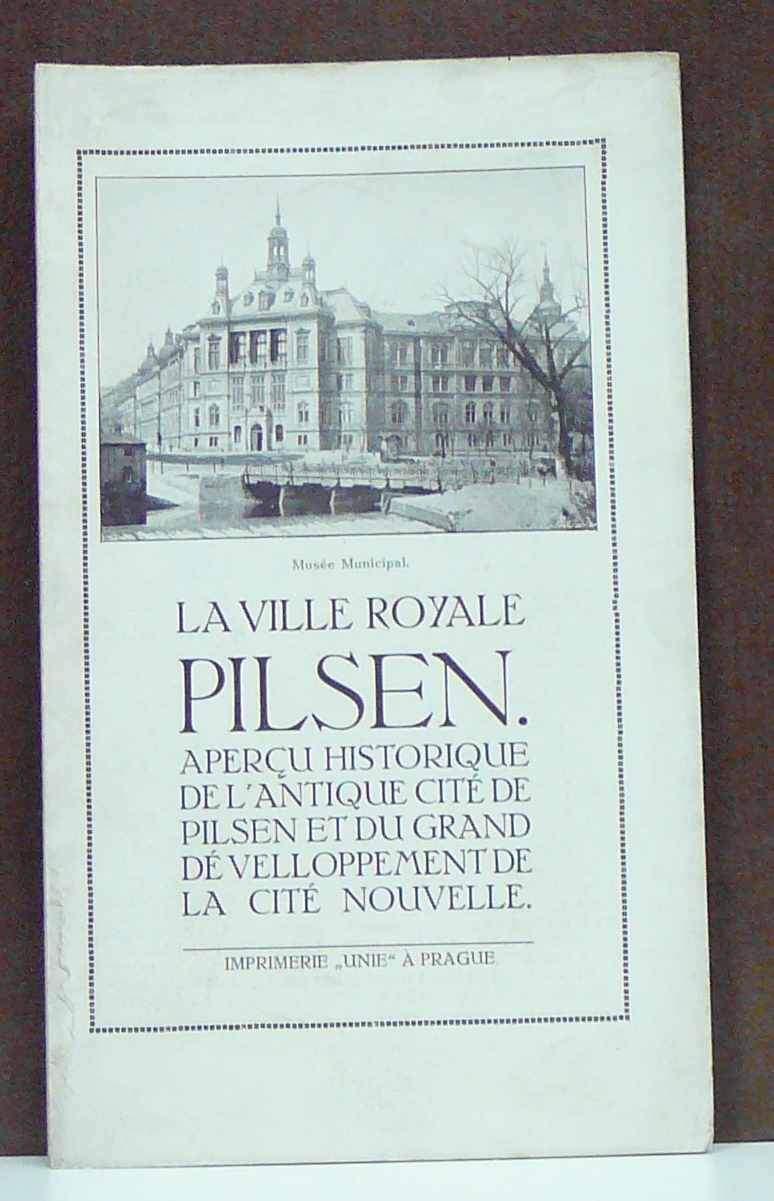 Musée Municipal.
LA VILLE ROYALE
PILSEN.
APERÇU HISTORIQUE
DE L'ANTIQUE CITÉ DE
PILSEN ET DU GRAND
DÉVELLOPPEMENT DE
LA CITÉ NOUVELLE.
IMPRIMERIE „UNIE“ À PRAGUE